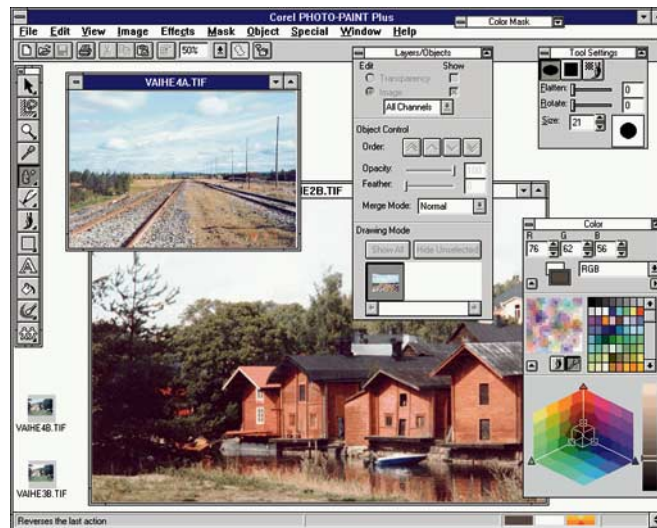 Corel PHOTO-PAINT Plus
Color Mask
File Edit View Image Effects Mask Object Special Window Help
50%
Layers/Objects
Edit Show
Transparency
Image
All Channels
Object Control
Order:
Opacity: 100
Feather:
Merge Mode: Normal
Drawing Mode
Show All Hide Unselected
Tool Settings
Flatten: 0
Rotate: 0
Size: 21
VAIHE4A.TIF
HE2B.TIF
Color
R G B
76 62 56
RGB
VAIHE4B.TIF
VAIHE3B.TIF
Reverses the last action